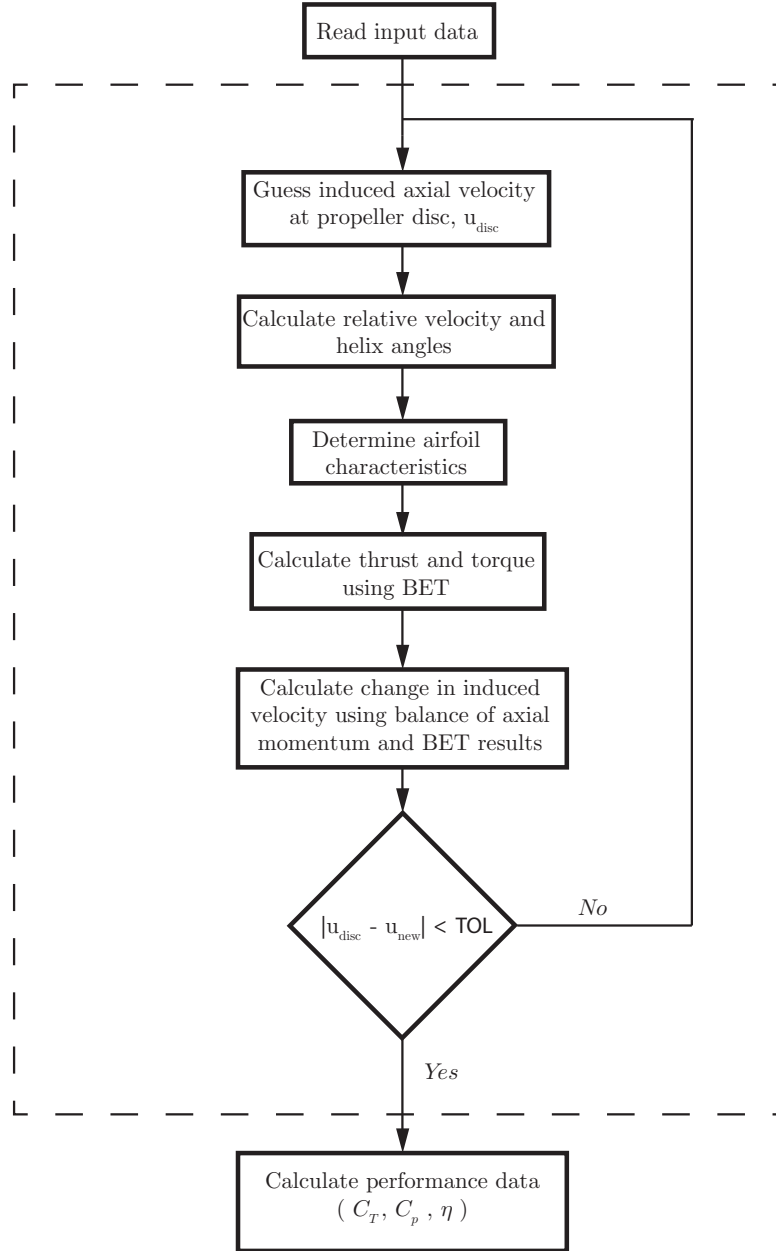 Read input data
Guess induced axial velocity
at propeller disc, u_disc
Calculate relative velocity and
helix angles
Determine airfoil
characteristics
Calculate thrust and torque
using BET
Calculate change in induced
velocity using balance of axial
momentum and BET results
|u_disc - u_new| < TOL
No
Yes
Calculate performance data
( C_T, C_p , η )